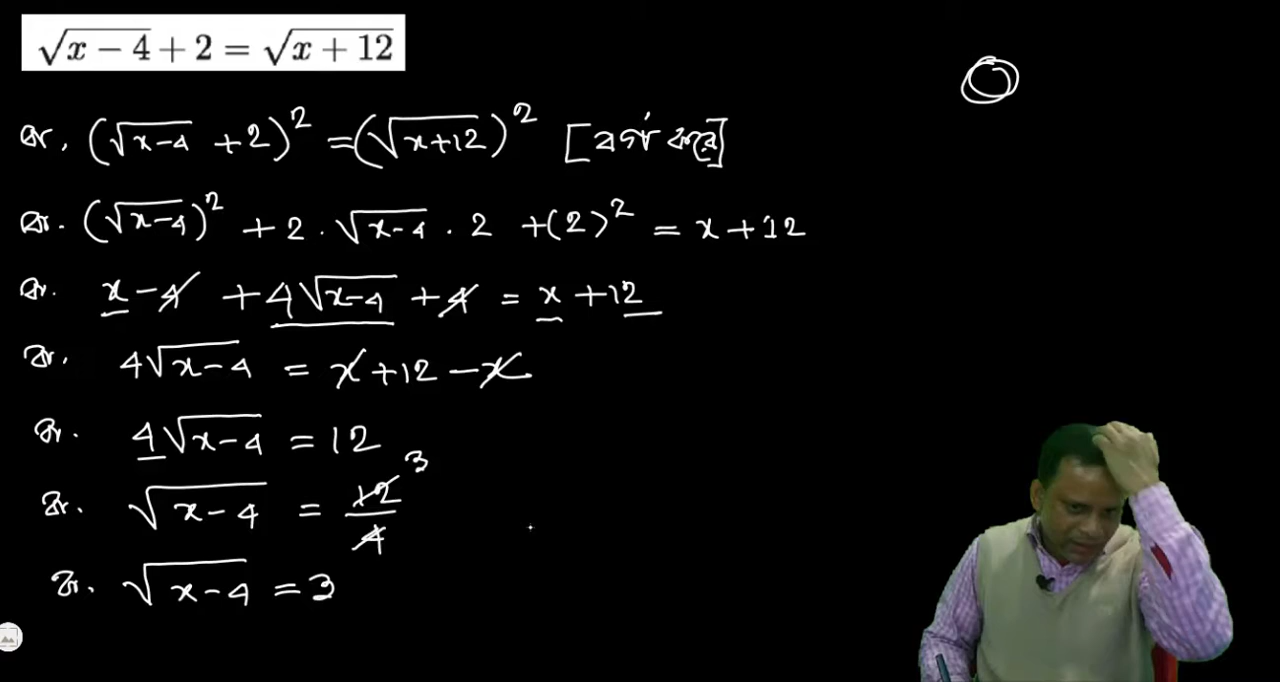 √(x − 4) + 2 = √(x + 12)
বা, (√(x-4) + 2)² = (√(x+12))² [বর্গ করে]
বা. (√(x-4))² + 2 . √(x-4) . 2 + (2)² = x + 12
বা. x - 4 + 4√(x-4) + 4 = x + 12
বা. 4√(x-4) = x + 12 - x
বা. 4√(x-4) = 12
বা. √(x-4) = 12/4 3
বা. √(x-4) = 3